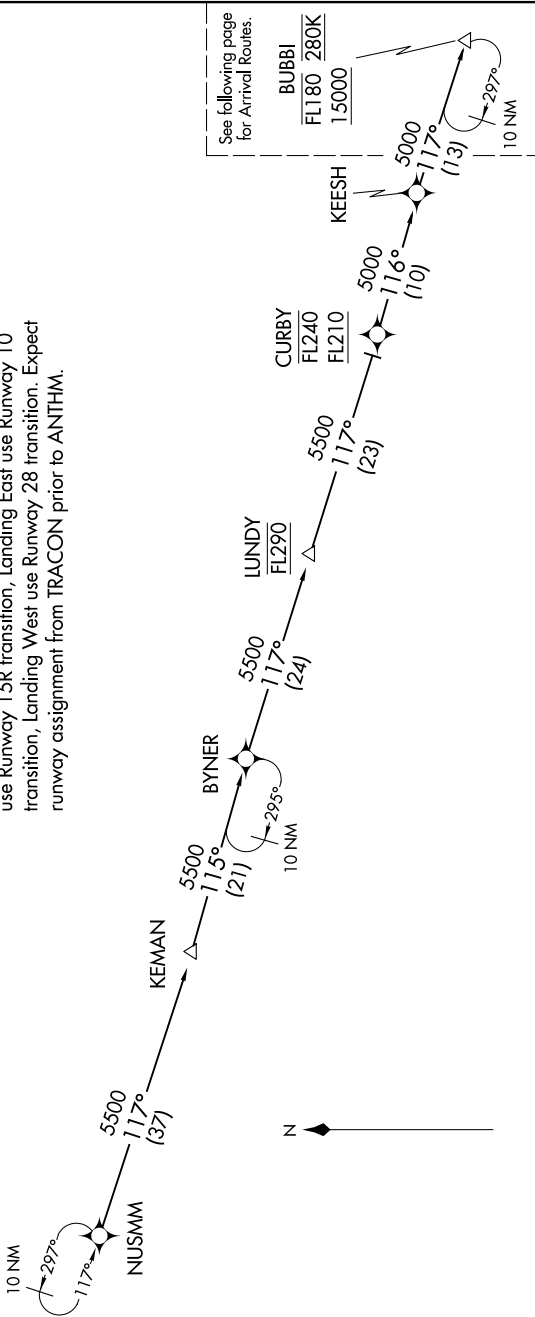 use Runway 15R transition, Landing East use Runway 10
transition, Landing West use Runway 28 transition. Expect
runway assignment from TRACON prior to ANTHM.
See following page
for Arrival Routes.
BUBBI
FL180 280K
15000
297°
10 NM
5000
117°
(13)
KEESH
5000
116°
(10)
CURBY
FL240
FL210
5500
117°
(23)
LUNDY
FL290
5500
117°
(24)
BYNER
295°
10 NM
5500
115°
(21)
KEMAN
5500
117°
(37)
NUSMM
10 NM
297°
117°
N